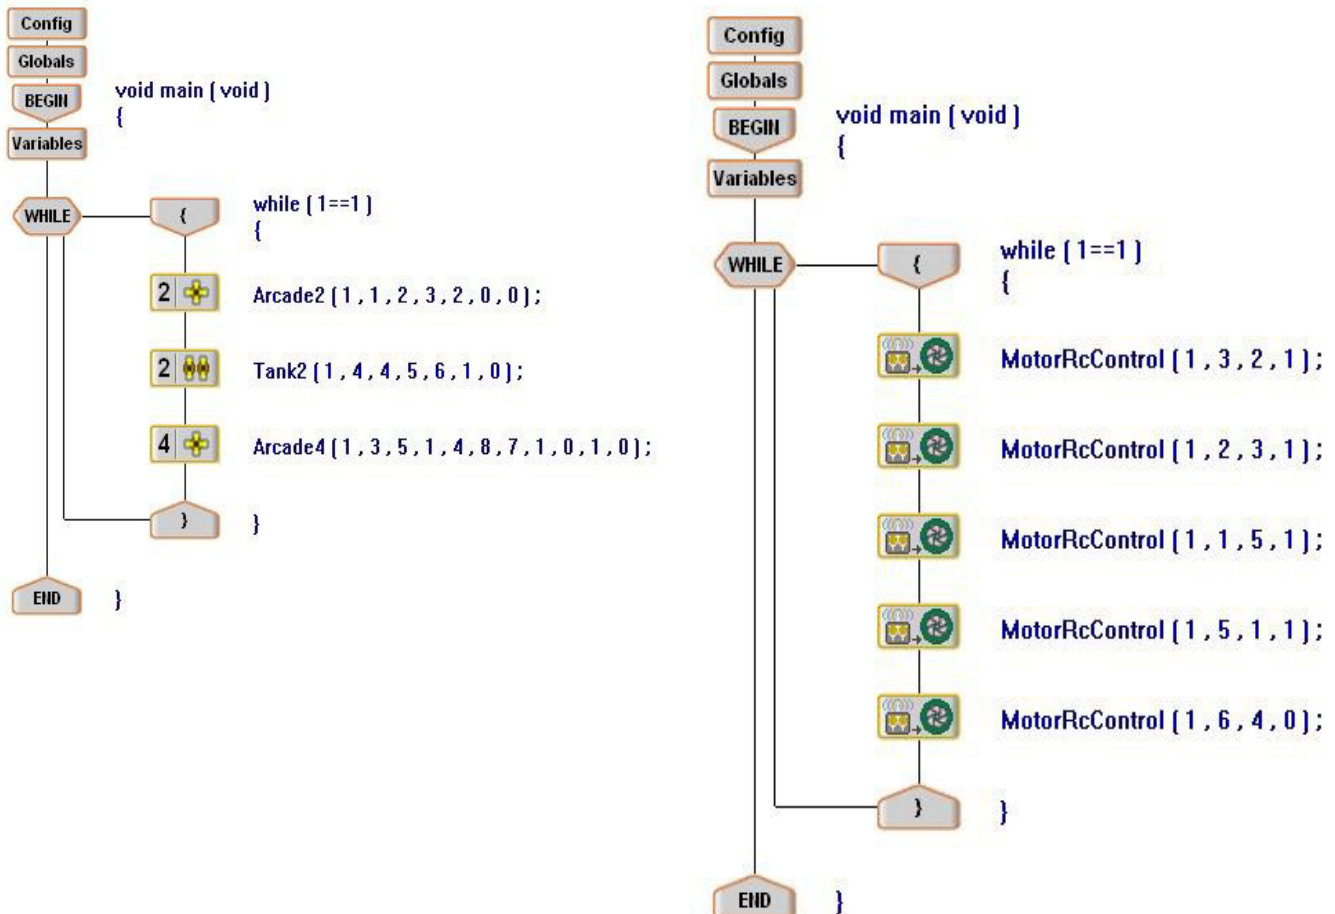 Config
Globals
BEGIN
void main ( void )
{
Variables
WHILE
{
while ( 1==1 )
{
2
Arcade2 ( 1 , 1 , 2 , 3 , 2 , 0 , 0 ) ;
2
Tank2 ( 1 , 4 , 4 , 5 , 6 , 1 , 0 ) ;
4
Arcade4 ( 1 , 3 , 5 , 1 , 4 , 8 , 7 , 1 , 0 , 1 , 0 ) ;
}
}
END
}
Config
Globals
BEGIN
void main ( void )
{
Variables
WHILE
{
while ( 1==1 )
{
MotorRcControl ( 1 , 3 , 2 , 1 ) ;
MotorRcControl ( 1 , 2 , 3 , 1 ) ;
MotorRcControl ( 1 , 1 , 5 , 1 ) ;
MotorRcControl ( 1 , 5 , 1 , 1 ) ;
MotorRcControl ( 1 , 6 , 4 , 0 ) ;
}
}
END
}